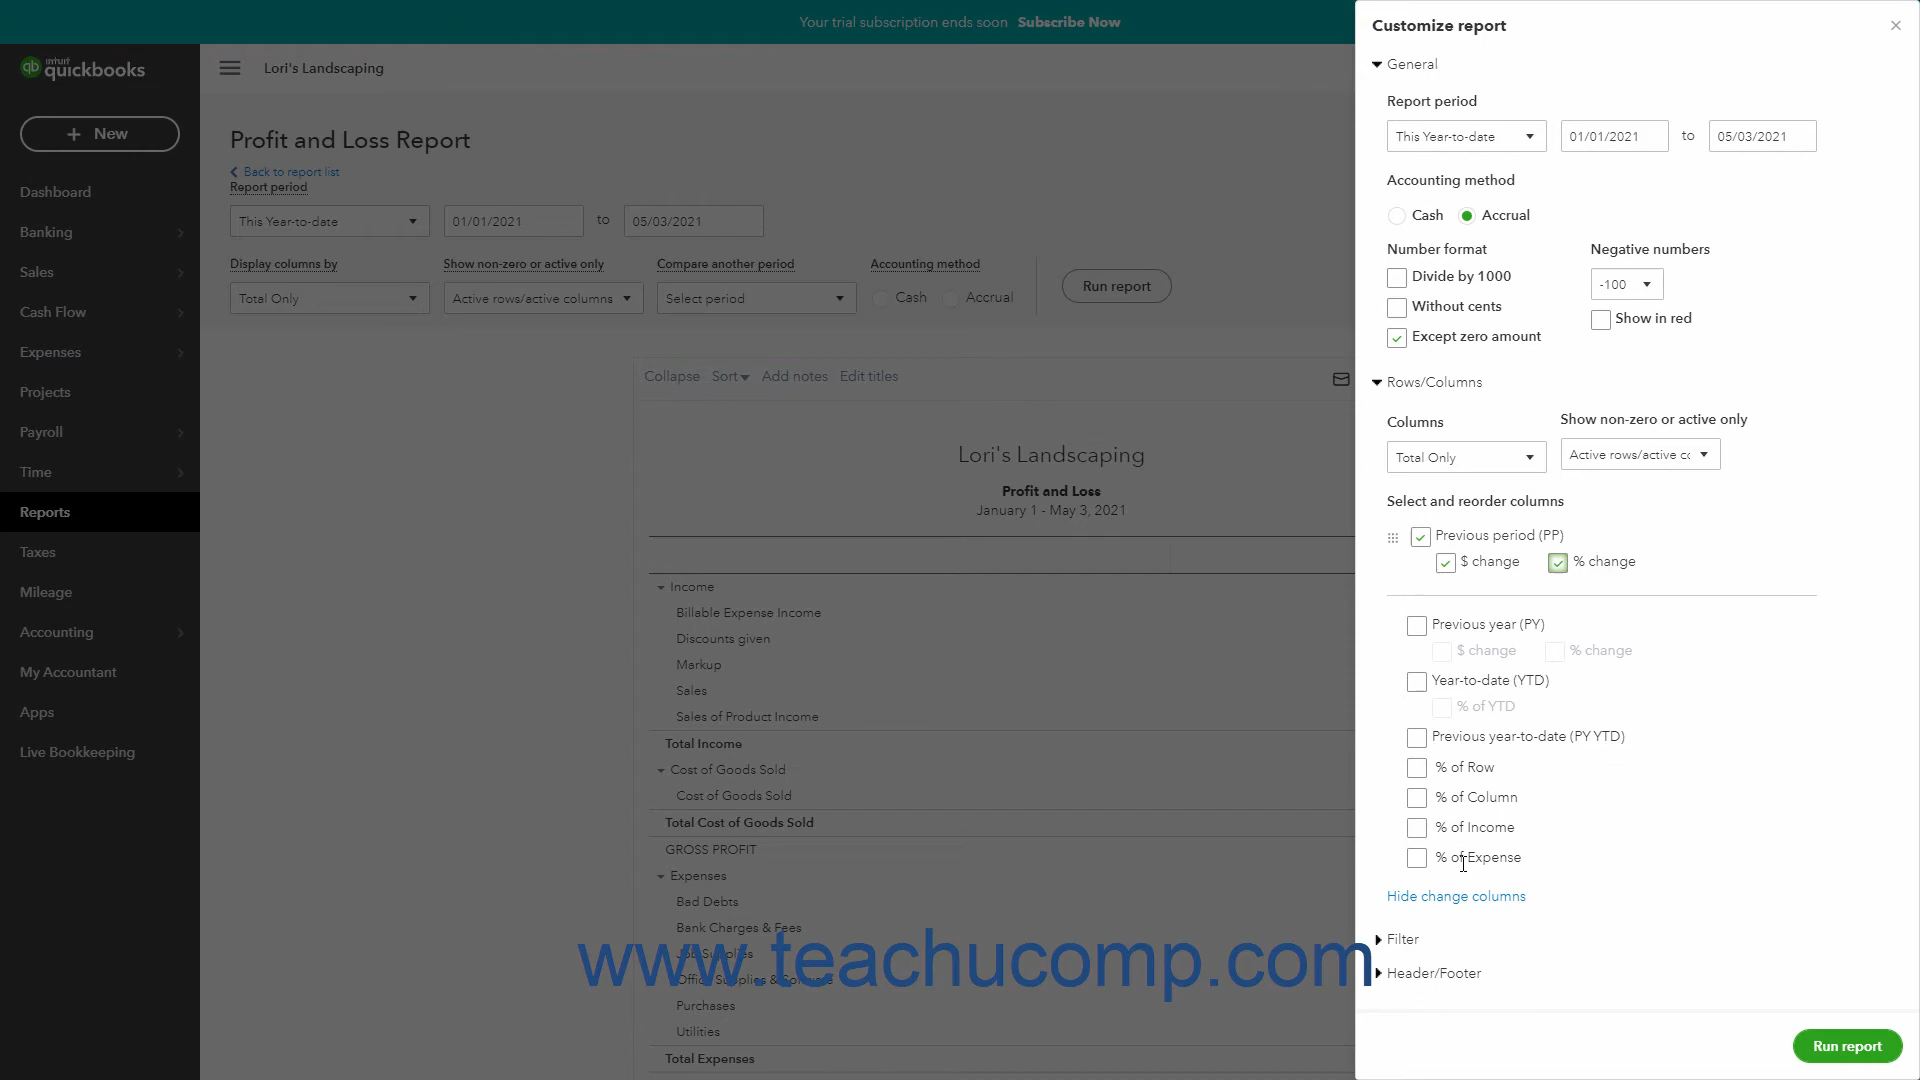 Your trial subscription ends soon Subscribe Now
intuit
quickbooks
Lori's Landscaping
New
Dashboard
Banking
Sales
Cash Flow
Expenses
Projects
Payroll
Time
Reports
Taxes
Mileage
Accounting
My Accountant
Apps
Live Bookkeeping
Profit and Loss Report
Back to report list
Report period
This Year-to-date 01/01/2021 to 05/03/2021
Display columns by Show non-zero or active only Compare another period Accounting method
Total Only Active rows/active columns Select period Cash Accrual Run report
Collapse Sort Add notes Edit titles
Lori's Landscaping
Profit and Loss
January 1 - May 3, 2021
Income
Billable Expense Income
Discounts given
Markup
Sales
Sales of Product Income
Total Income
Cost of Goods Sold
Cost of Goods Sold
Total Cost of Goods Sold
GROSS PROFIT
Expenses
Bad Debts
Bank Charges & Fees
Job Supplies
Office Supplies & Software
Purchases
Utilities
Total Expenses
www.teachucomp.com
Customize report
General
Report period
This Year-to-date 01/01/2021 to 05/03/2021
Accounting method
Cash Accrual
Number format Negative numbers
Divide by 1000 -100
Without cents Show in red
Except zero amount
Rows/Columns
Columns Show non-zero or active only
Total Only Active rows/active cc
Select and reorder columns
Previous period (PP)
$ change % change
Previous year (PY)
$ change % change
Year-to-date (YTD)
% of YTD
Previous year-to-date (PY YTD)
% of Row
% of Column
% of Income
% of Expense
Hide change columns
Filter
Header/Footer
Run report